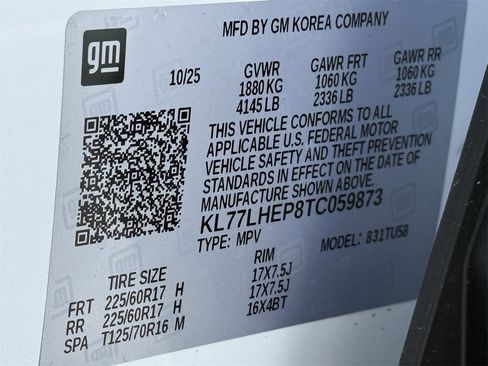 MFD BY GM KOREA COMPANY
gm
10/25
GVWR GAWR FRT GAWR RR
1880 KG 1060 KG 1060 KG
4145 LB 2336 LB 2336 LB
THIS VEHICLE CONFORMS TO ALL
APPLICABLE U.S. FEDERAL MOTOR
VEHICLE SAFETY AND THEFT PREVENTION
STANDARDS IN EFFECT ON THE DATE OF
MANUFACTURE SHOWN ABOVE.
KL77LHEP8TC059873
TYPE: MPV MODEL: 831TU58
TIRE SIZE RIM
FRT 225/60R17 H 17X7.5J
RR 225/60R17 H 17X7.5J
SPA T125/70R16 M 16X4BT